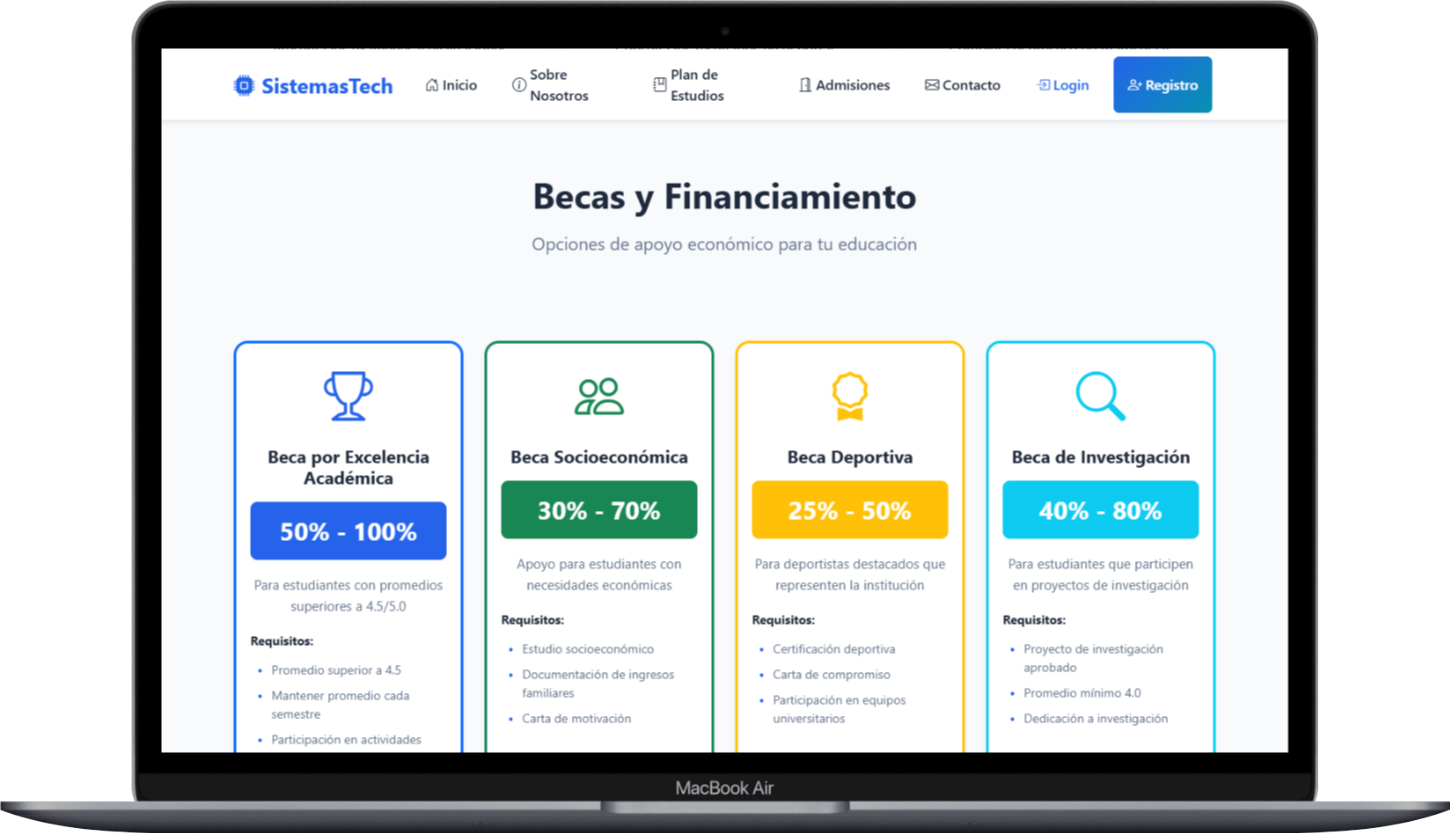 SistemasTech
Inicio
Sobre
Nosotros
Plan de
Estudios
Admisiones
Contacto
Login
Registro
Becas y Financiamiento
Opciones de apoyo económico para tu educación
Beca por Excelencia
Académica
50% - 100%
Para estudiantes con promedios
superiores a 4.5/5.0
Requisitos:
Promedio superior a 4.5
Mantener promedio cada
semestre
Participación en actividades
Beca Socioeconómica
30% - 70%
Apoyo para estudiantes con
necesidades económicas
Requisitos:
Estudio socioeconómico
Documentación de ingresos
familiares
Carta de motivación
Beca Deportiva
25% - 50%
Para deportistas destacados que
representen la institución
Requisitos:
Certificación deportiva
Carta de compromiso
Participación en equipos
universitarios
Beca de Investigación
40% - 80%
Para estudiantes que participen
en proyectos de investigación
Requisitos:
Proyecto de investigación
aprobado
Promedio mínimo 4.0
Dedicación a investigación
MacBook Air